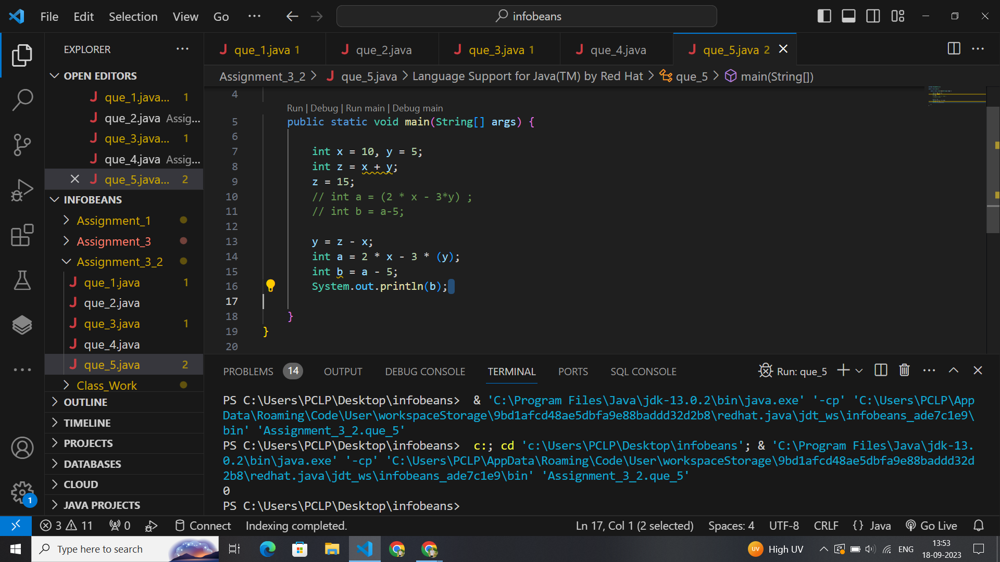 File Edit Selection View Go ··· infobeans
EXPLORER ···
OPEN EDITORS
que_1.java... 1
que_2.java Assig...
que_3.java... 1
que_4.java Assig...
que_5.java... 2
INFOBEANS
Assignment_1
Assignment_3
Assignment_3_2
que_1.java 1
que_2.java
que_3.java 1
que_4.java
que_5.java 2
Class_Work
OUTLINE
TIMELINE
PROJECTS
DATABASES
CLOUD
JAVA PROJECTS
1
que_1.java 1 que_2.java que_3.java 1 que_4.java que_5.java 2
Assignment_3_2 > que_5.java > Language Support for Java(TM) by Red Hat > que_5 > main(String[])
4
Run | Debug | Run main | Debug main
5 public static void main(String[] args) {
6
7 int x = 10, y = 5;
8 int z = x + y;
9 z = 15;
10 // int a = (2 * x - 3*y) ;
11 // int b = a-5;
12
13 y = z - x;
14 int a = 2 * x - 3 * (y);
15 int b = a - 5;
16 System.out.println(b);
17
18 }
19 }
20
PROBLEMS 14 OUTPUT DEBUG CONSOLE TERMINAL PORTS SQL CONSOLE Run: que_5
PS C:\Users\PCLP\Desktop\infobeans> & 'C:\Program Files\Java\jdk-13.0.2\bin\java.exe' '-cp' 'C:\Users\PCLP\App
Data\Roaming\Code\User\workspaceStorage\9bd1afcd48ae5dbfa9e88baddd32d2b8\redhat.java\jdt_ws\infobeans_ade7c1e9\
bin' 'Assignment_3_2.que_5'
PS C:\Users\PCLP\Desktop\infobeans> c:; cd 'c:\Users\PCLP\Desktop\infobeans'; & 'C:\Program Files\Java\jdk-13.
0.2\bin\java.exe' '-cp' 'C:\Users\PCLP\AppData\Roaming\Code\User\workspaceStorage\9bd1afcd48ae5dbfa9e88baddd32d
2b8\redhat.java\jdt_ws\infobeans_ade7c1e9\bin' 'Assignment_3_2.que_5'
0
PS C:\Users\PCLP\Desktop\infobeans>
3 11 0 Connect Indexing completed. Ln 17, Col 1 (2 selected) Spaces: 4 UTF-8 CRLF {} Java Go Live
Type here to search UV High UV ENG 13:53
18-09-2023